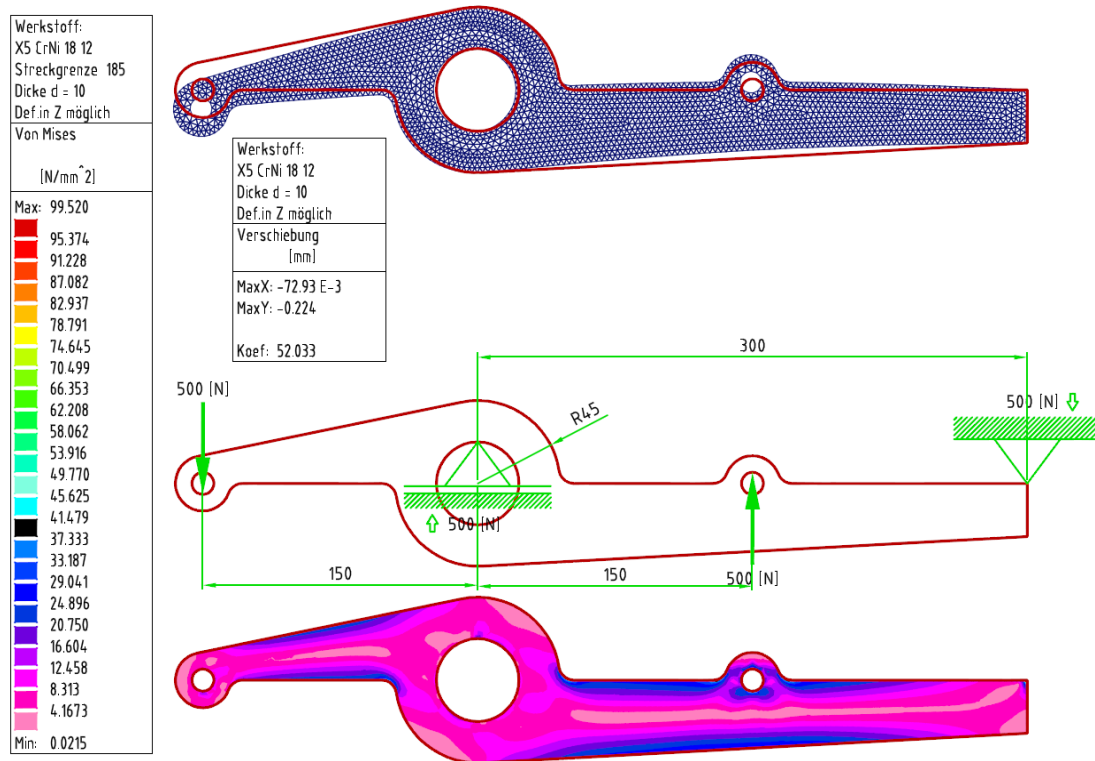 Werkstoff:
X5 CrNi 18 12
Streckgrenze 185
Dicke d = 10
Def.in Z möglich
Von Mises
[N/mm^2]
Max: 99.520
95.374
91.228
87.082
82.937
78.791
74.645
70.499
66.353
62.208
58.062
53.916
49.770
45.625
41.479
37.333
33.187
29.041
24.896
20.750
16.604
12.458
8.313
4.1673
Min: 0.0215
Werkstoff:
X5 CrNi 18 12
Dicke d = 10
Def.in Z möglich
Verschiebung
[mm]
MaxX: -72.93 E-3
MaxY: -0.224
Koef: 52.033
300
500 [N]
R45
500 [N]
500 [N]
150
150
500 [N]